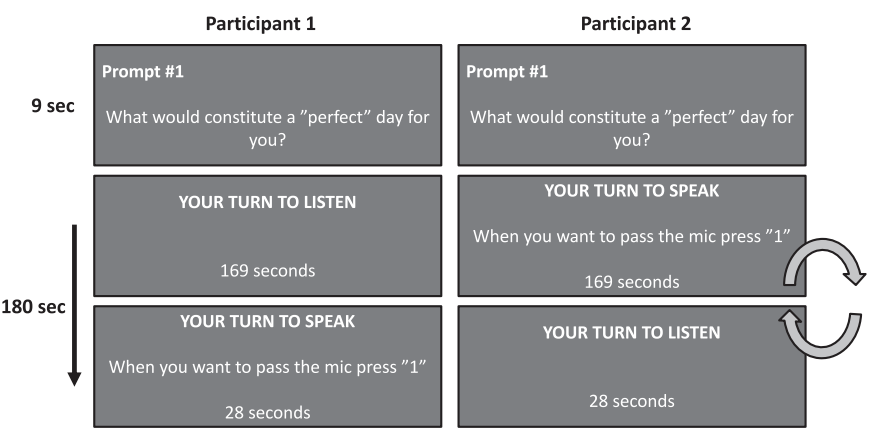 Participant 1
Participant 2
9 sec
Prompt #1
What would constitute a ”perfect” day for
you?
Prompt #1
What would constitute a ”perfect” day for
you?
180 sec
YOUR TURN TO LISTEN
169 seconds
YOUR TURN TO SPEAK
When you want to pass the mic press ”1”
169 seconds
YOUR TURN TO SPEAK
When you want to pass the mic press ”1”
28 seconds
YOUR TURN TO LISTEN
28 seconds